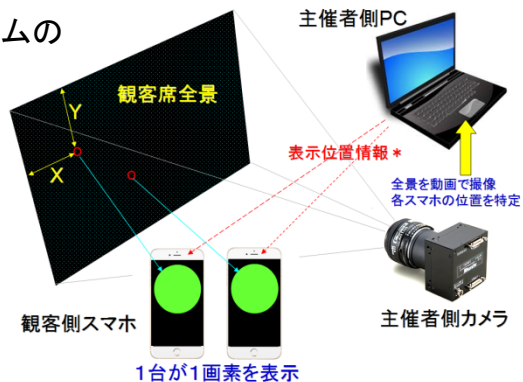 ムの
主催者側PC
観客席全景
Y
X
表示位置情報*
全景を動画で撮像
各スマホの位置を特定
観客側スマホ
主催者側カメラ
1台が1画素を表示